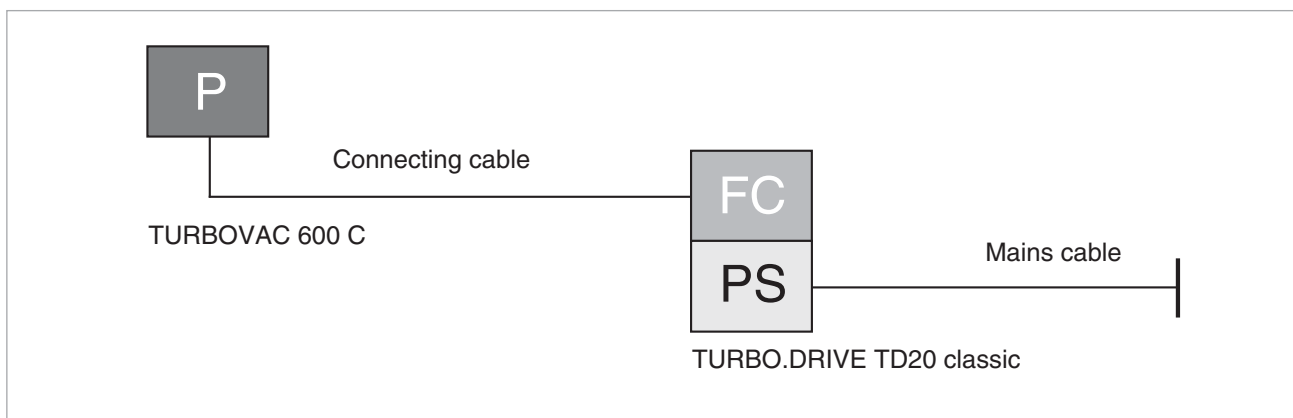 P
Connecting cable
FC
TURBOVAC 600 C
Mains cable
PS
TURBO.DRIVE TD20 classic